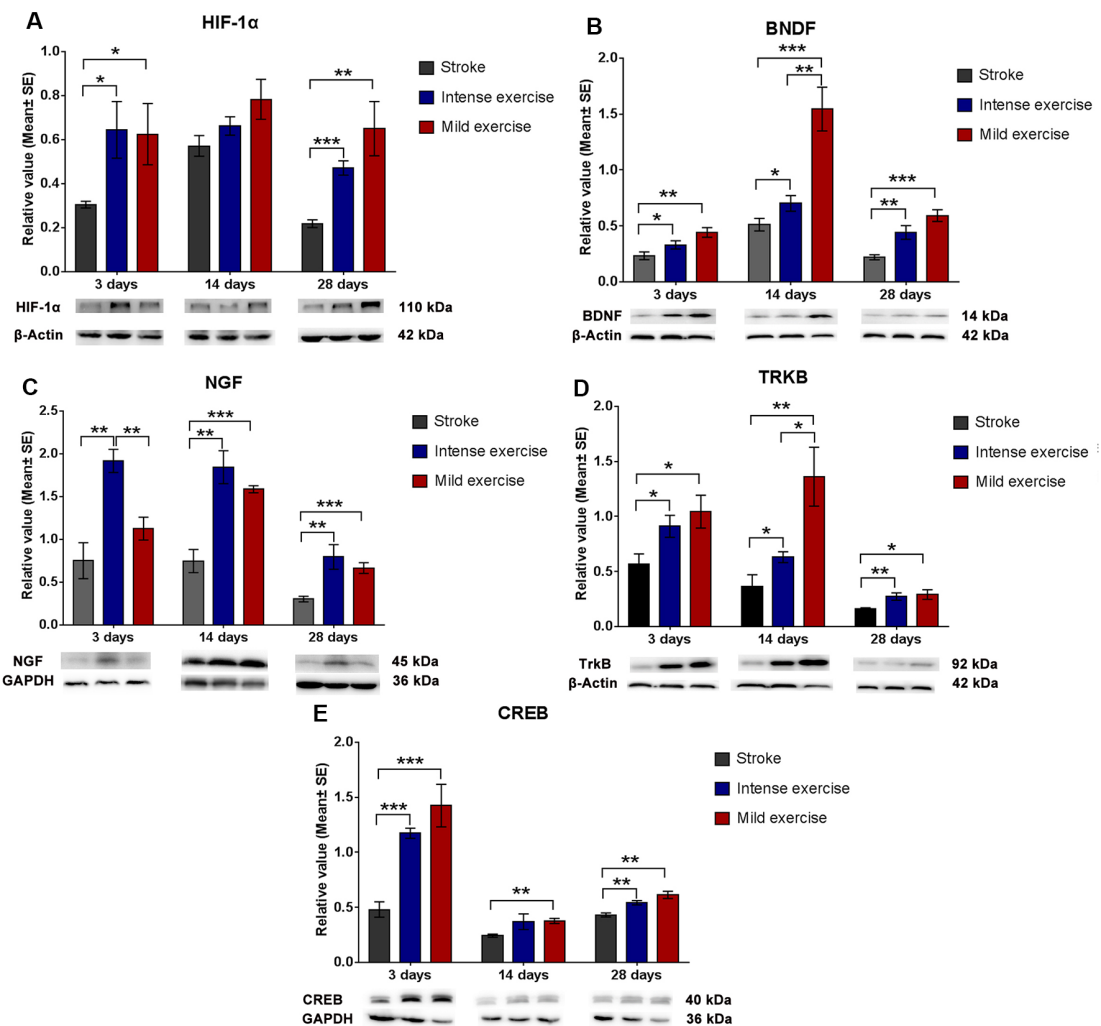 A
HIF-1α
Relative value (Mean± SE)
1.0
0.8
0.6
0.4
0.2
0.0
*
*
**
***
Stroke
Intense exercise
Mild exercise
3 days
14 days
28 days
HIF-1α
110 kDa
β-Actin
42 kDa
B
BNDF
Relative value (Mean± SE)
2.0
1.5
1.0
0.5
0.0
**
*
***
**
*
***
**
Stroke
Intense exercise
Mild exercise
3 days
14 days
28 days
BDNF
14 kDa
β-Actin
42 kDa
C
NGF
Relative value (Mean± SE)
2.5
2.0
1.5
1.0
0.5
0.0
**
**
***
**
***
**
Stroke
Intense exercise
Mild exercise
3 days
14 days
28 days
NGF
45 kDa
GAPDH
36 kDa
D
TRKB
Relative value (Mean± SE)
2.0
1.5
1.0
0.5
0.0
*
*
**
*
*
*
**
Stroke
Intense exercise
Mild exercise
3 days
14 days
28 days
TrkB
92 kDa
β-Actin
42 kDa
E
CREB
Relative value (Mean± SE)
2.0
1.5
1.0
0.5
0.0
***
***
**
**
**
Stroke
Intense exercise
Mild exercise
3 days
14 days
28 days
CREB
40 kDa
GAPDH
36 kDa